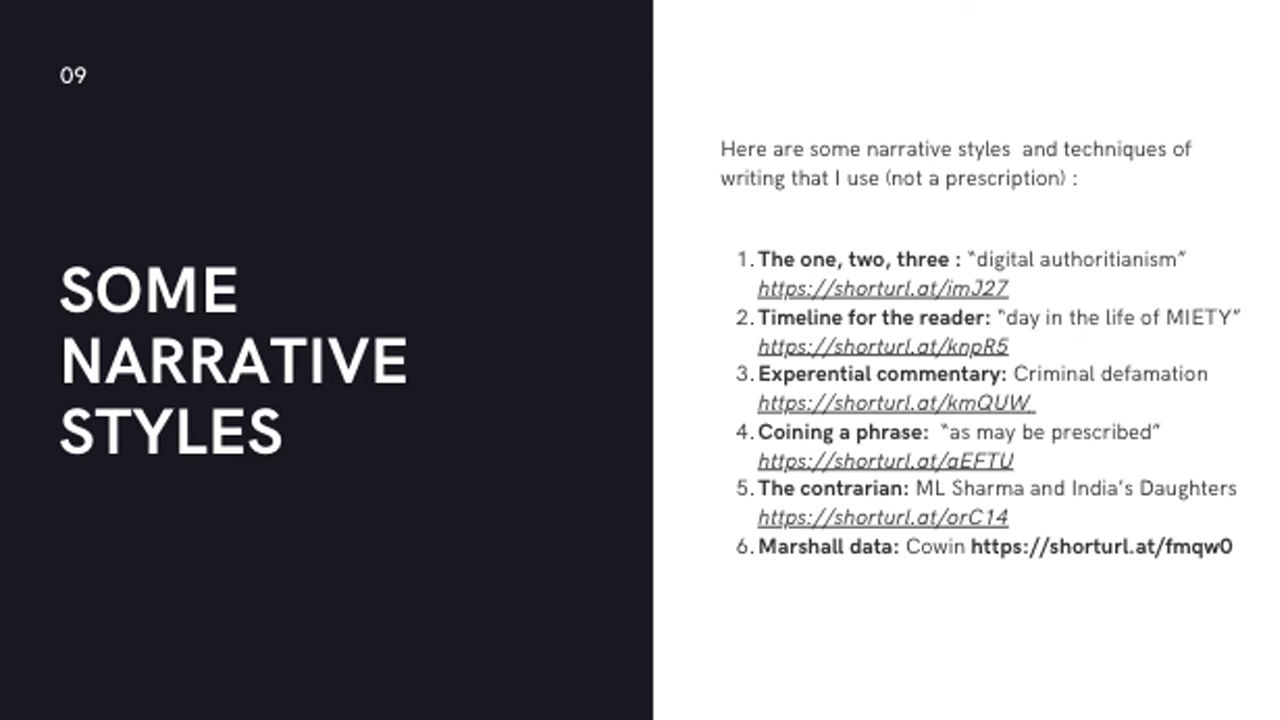 09
SOME
NARRATIVE
STYLES
Here are some narrative styles and techniques of
writing that I use (not a prescription) :
1. The one, two, three : "digital authoritianism"
https://shorturl.at/imJ27
2. Timeline for the reader: "day in the life of MIETY"
https://shorturl.at/knpR5
3. Experential commentary: Criminal defamation
https://shorturl.at/kmQUW
4. Coining a phrase: "as may be prescribed"
https://shorturl.at/aEFTU
5. The contrarian: ML Sharma and India's Daughters
https://shorturl.at/orC14
6. Marshall data: Cowin https://shorturl.at/fmqw0